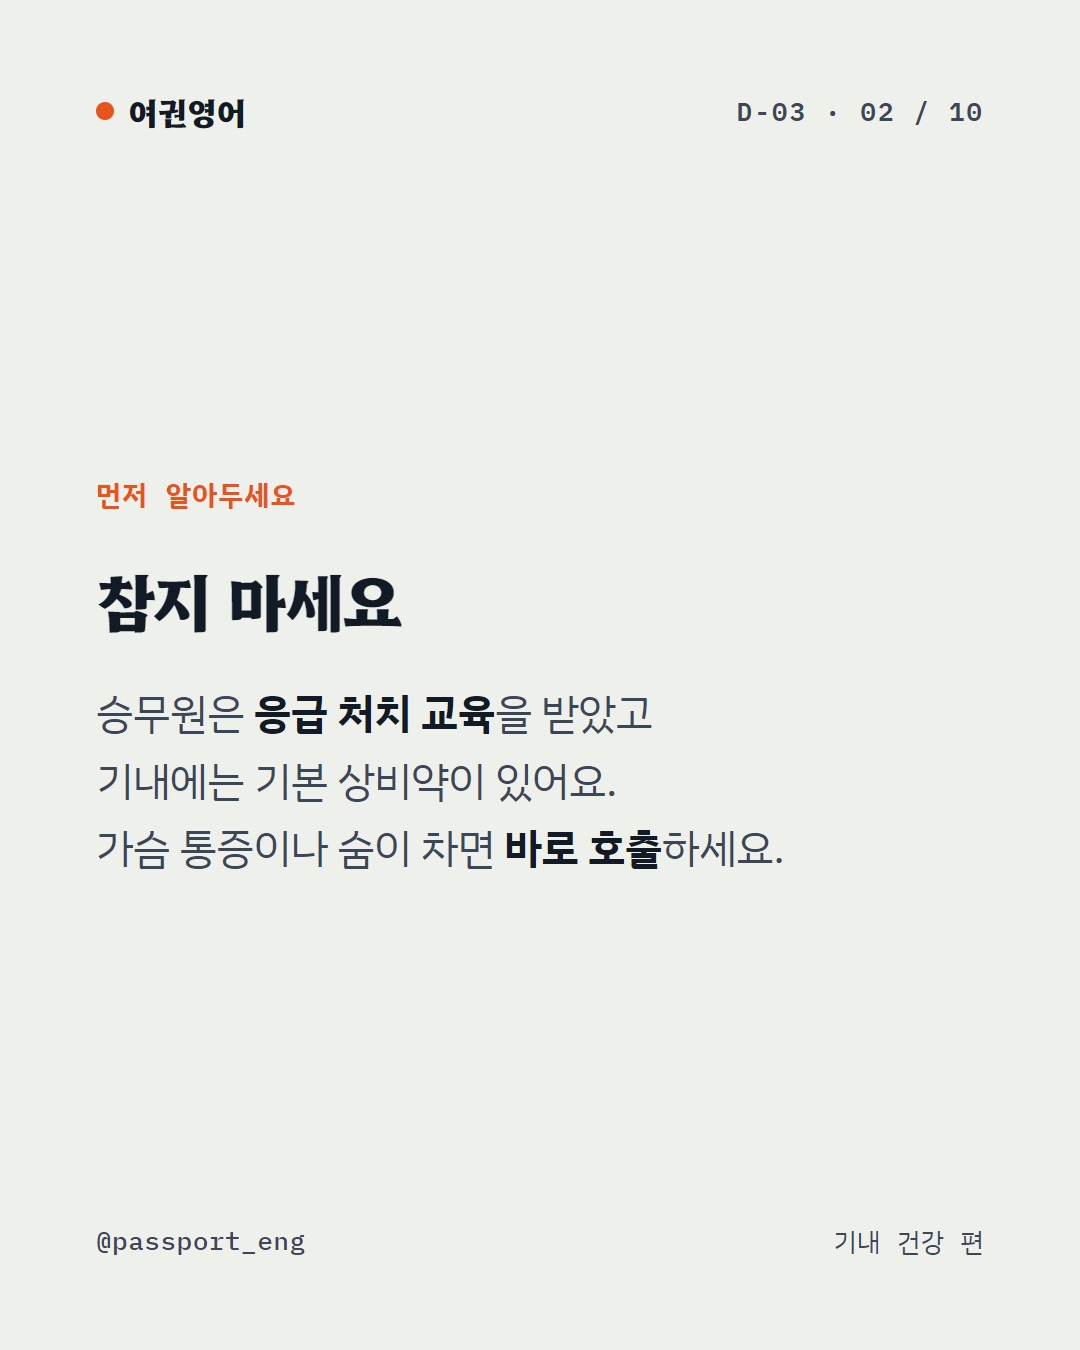 여권영어
D-03 · 02 / 10
먼저 알아두세요
참지 마세요
승무원은 응급 처치 교육을 받았고
기내에는 기본 상비약이 있어요.
가슴 통증이나 숨이 차면 바로 호출하세요.
@passport_eng
기내 건강 편